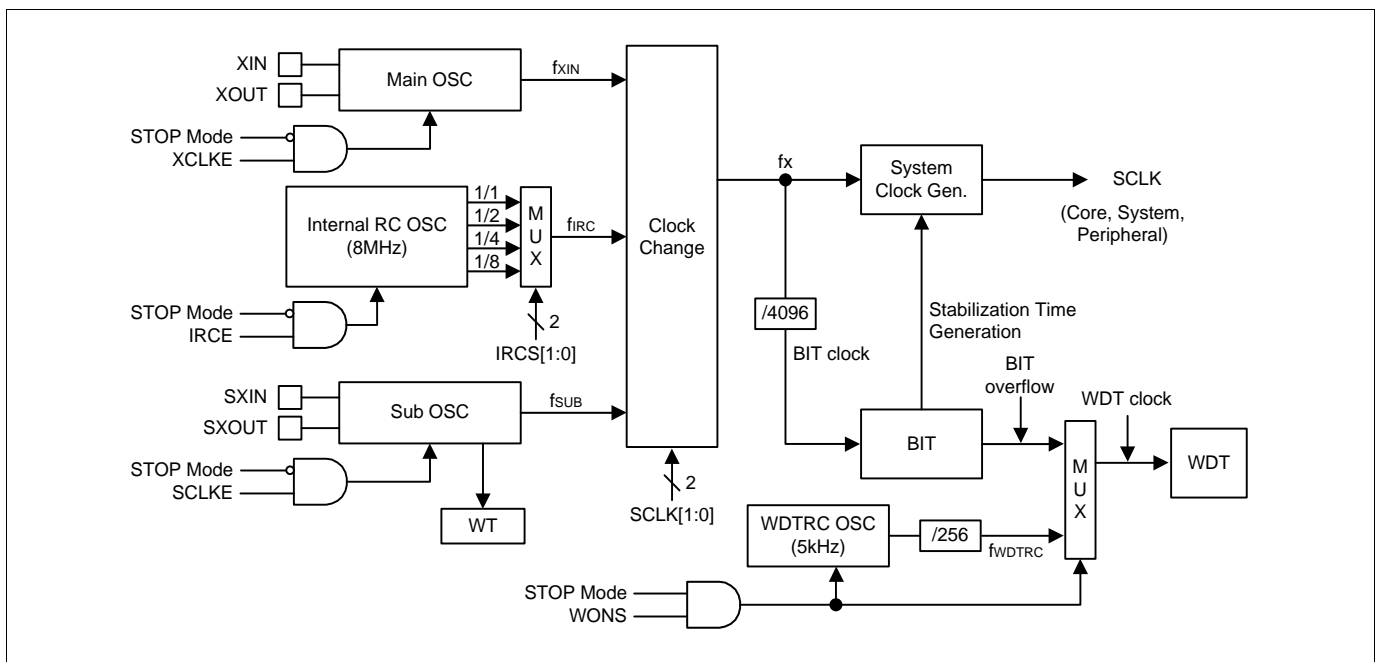 XIN
XOUT
Main OSC
fXIN
STOP Mode
XCLKE
Internal RC OSC
(8MHz)
1/1
1/2
1/4
1/8
M
U
X
fIRC
STOP Mode
IRCE
2
IRCS[1:0]
SXIN
SXOUT
Sub OSC
fSUB
STOP Mode
SCLKE
WT
Clock
Change
2
SCLK[1:0]
fx
System
Clock Gen.
SCLK
(Core, System,
Peripheral)
/4096
BIT clock
Stabilization Time
Generation
BIT
BIT
overflow
WDT clock
M
U
X
WDT
WDTRC OSC
(5kHz)
/256
fWDTRC
STOP Mode
WONS